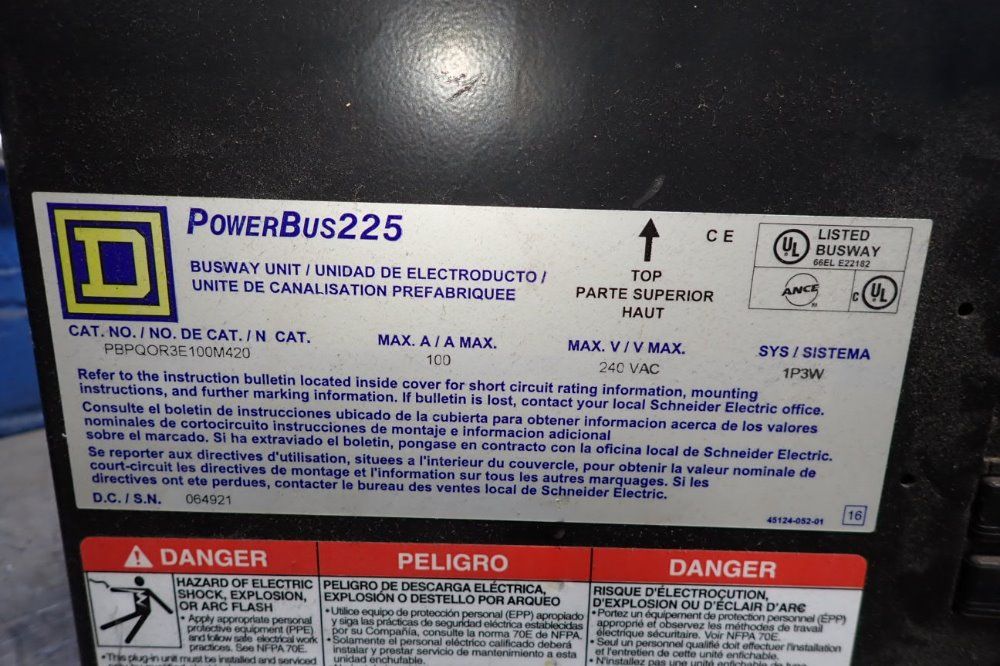 D
POWERBUS225
BUSWAY UNIT / UNIDAD DE ELECTRODUCTO /
UNITE DE CANALISATION PREFABRIQUEE
TOP
PARTE SUPERIOR
HAUT
CE
UL LISTED
BUSWAY
66EL E22182
ANCE
C UL
CAT. NO. / NO. DE CAT. / N CAT.
PBPQOR3E100M420
MAX. A / A MAX.
100
MAX. V / V MAX.
240 VAC
SYS / SISTEMA
1P3W
Refer to the instruction bulletin located inside cover for short circuit rating information, mounting
instructions, and further marking information. If bulletin is lost, contact your local Schneider Electric office.
Consulte el boletin de instrucciones ubicado de la cubierta para obtener informacion acerca de los valores
nominales de cortocircuito instrucciones de montaje e informacion adicional
sobre el marcado. Si ha extraviado el boletin, pongase en contracto con la oficina local de Schneider Electric.
Se reporter aux directives d'utilisation, situees a l'interieur du couvercle, pour obtenir la valeur nominale de
court-circuit les directives de montage et l'information sur tous les autres marquages. Si les
directives ont ete perdues, contacter le bureau des ventes local de Schneider Electric.
D.C. / S.N. 064921
45124-052-01 16
DANGER
HAZARD OF ELECTRIC
SHOCK, EXPLOSION,
OR ARC FLASH
• Apply appropriate personal
protective equipment (PPE)
and follow safe electrical work
practices. See NFPA 70E.
• This plug-in unit must be installed and serviced
PELIGRO
PELIGRO DE DESCARGA ELÉCTRICA,
EXPLOSIÓN O DESTELLO POR ARQUEO
• Utilice equipo de protección personal (EPP) apropiado
y siga las prácticas de seguridad eléctrica establecidas
por su Compañía, consulte la norma 70E de NFPA.
• Solamente el personal eléctrico calificado deberá
instalar y prestar servicio de mantenimiento a esta
unidad enchufable.
DANGER
RISQUE D'ÉLECTROCUTION,
D'EXPLOSION OU D'ÉCLAIR D'ARC
• Portez un équipement de protection personnel (ÉPP)
approprié et observez les méthodes de travail
électrique sécuritaire. Voir NFPA 70E.
• Seul un personnel qualifié doit effectuer l'installation
et l'entretien de cette unité enfichable.
• N'installez pas une unité enfichable de